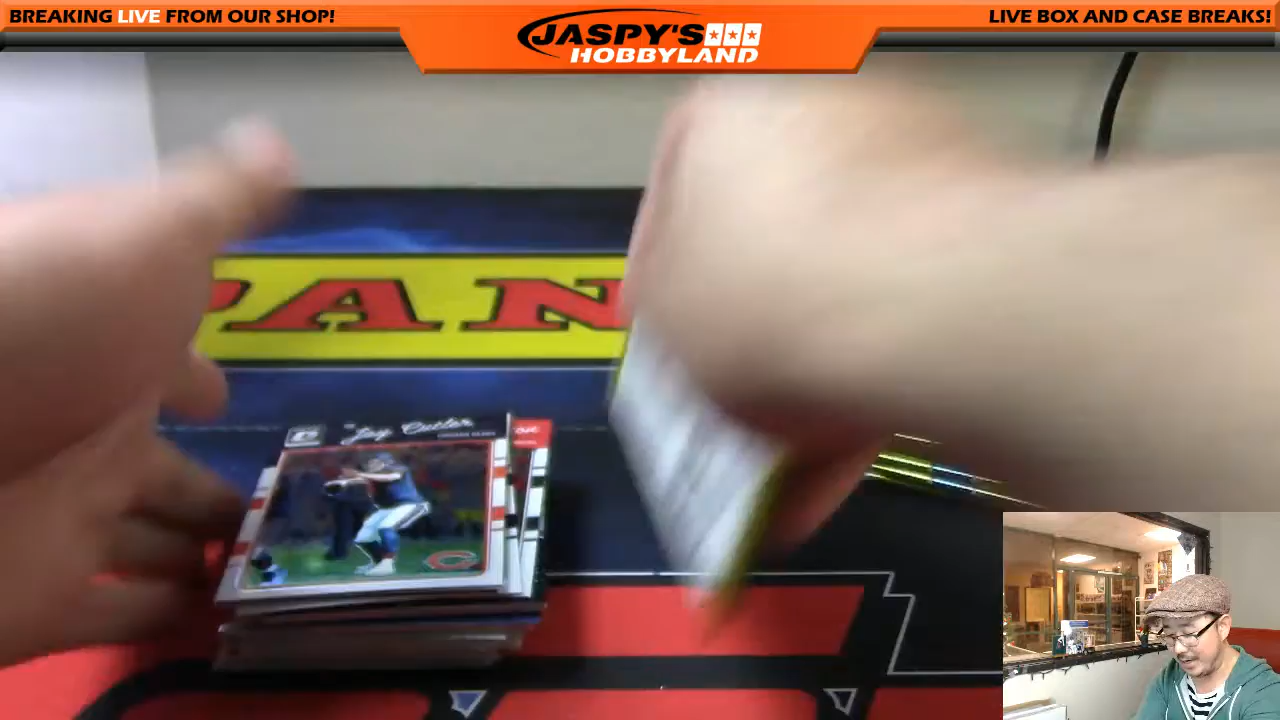 BREAKING LIVE FROM OUR SHOP!
JASPY'S
HOBBYLAND
LIVE BOX AND CASE BREAKS!
PAN
Jay Cutler